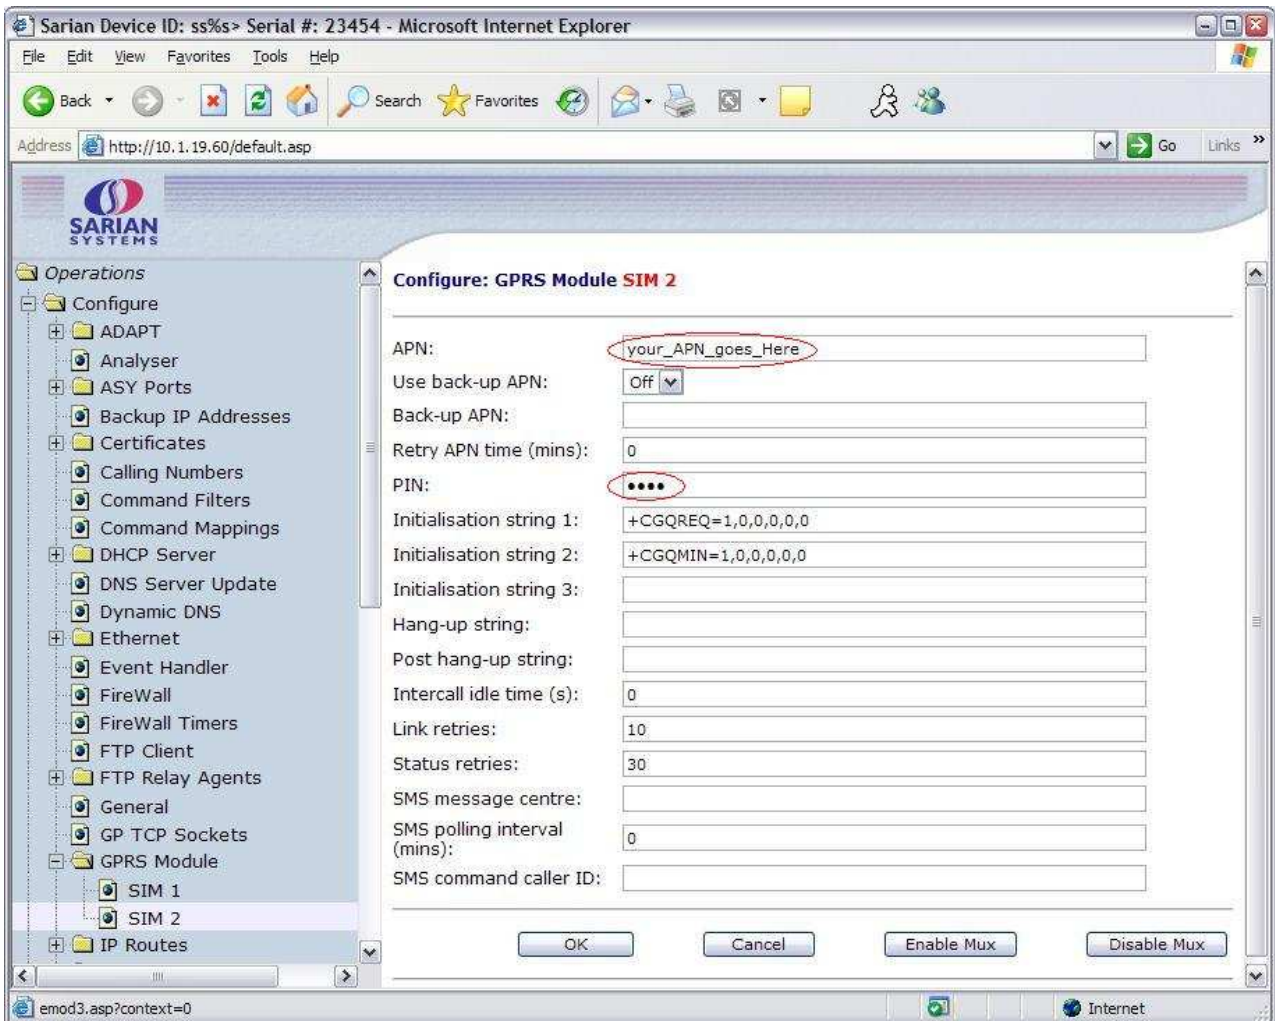 Sarian Device ID: ss%s> Serial #: 23454 - Microsoft Internet Explorer
File Edit View Favorites Tools Help
Back Search Favorites
Address http://10.1.19.60/default.asp Go Links »
SARIAN
SYSTEMS
Operations
Configure
ADAPT
Analyser
ASY Ports
Backup IP Addresses
Certificates
Calling Numbers
Command Filters
Command Mappings
DHCP Server
DNS Server Update
Dynamic DNS
Ethernet
Event Handler
FireWall
FireWall Timers
FTP Client
FTP Relay Agents
General
GP TCP Sockets
GPRS Module
SIM 1
SIM 2
IP Routes
Configure: GPRS Module SIM 2
APN: your_APN_goes_Here
Use back-up APN: Off
Back-up APN:
Retry APN time (mins): 0
PIN: ••••
Initialisation string 1: +CGQREQ=1,0,0,0,0,0
Initialisation string 2: +CGQMIN=1,0,0,0,0,0
Initialisation string 3:
Hang-up string:
Post hang-up string:
Intercall idle time (s): 0
Link retries: 10
Status retries: 30
SMS message centre:
SMS polling interval
(mins): 0
SMS command caller ID:
OK Cancel Enable Mux Disable Mux
emod3.asp?context=0 Internet